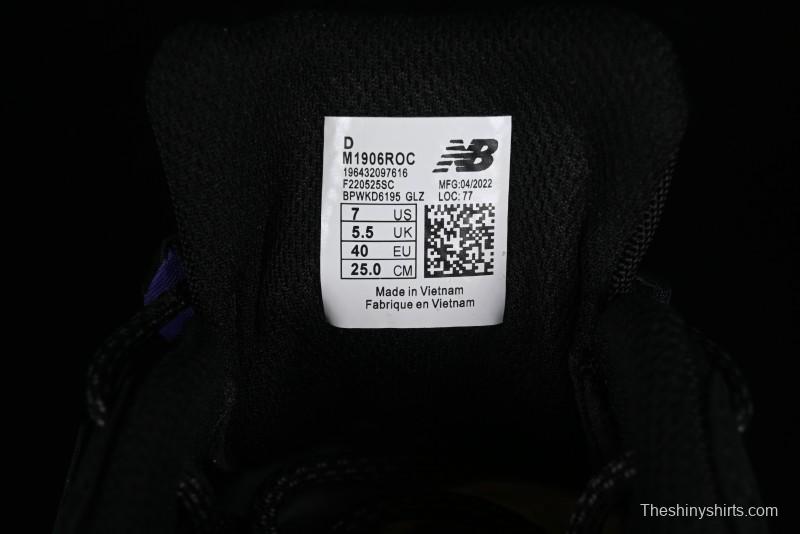 D
M1906ROC
196432097616
F220525SC MFG:04/2022
BPWKD6195 GLZ LOC: 77
NB
7 US
5.5 UK
40 EU
25.0 CM
Made in Vietnam
Fabrique en Vietnam
Theshinyshirts.com